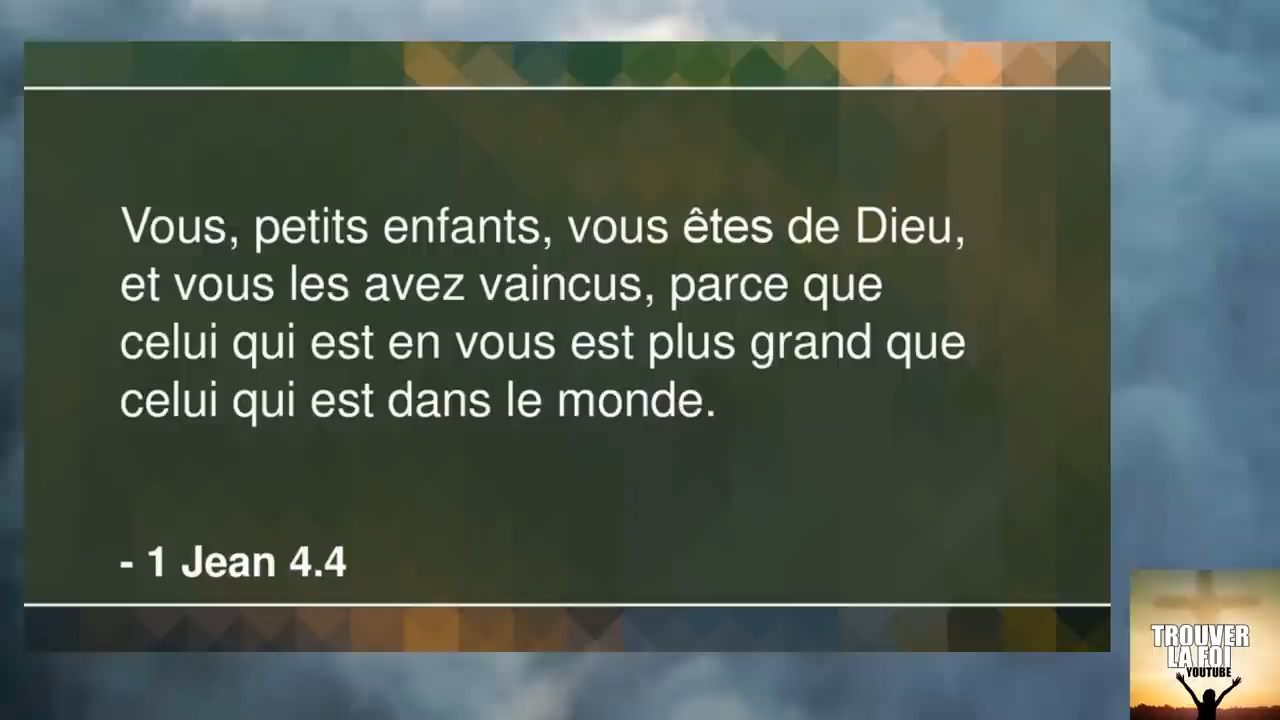 Vous, petits enfants, vous êtes de Dieu,
et vous les avez vaincus, parce que
celui qui est en vous est plus grand que
celui qui est dans le monde.
- 1 Jean 4.4
TROUVER
LA FOI
YOUTUBE